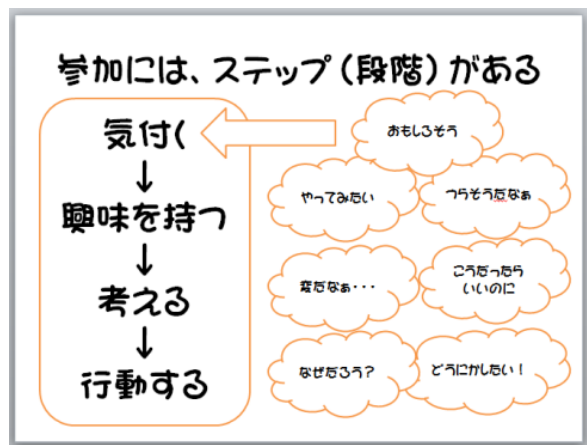 参加には、ステップ（段階）がある
気付く
↓
興味を持つ
↓
考える
↓
行動する
おもしろそう
やってみたい
つらそうだなぁ
変だなぁ・・・
こうだったら
いいのに
なぜだろう？
どうにかしたい！